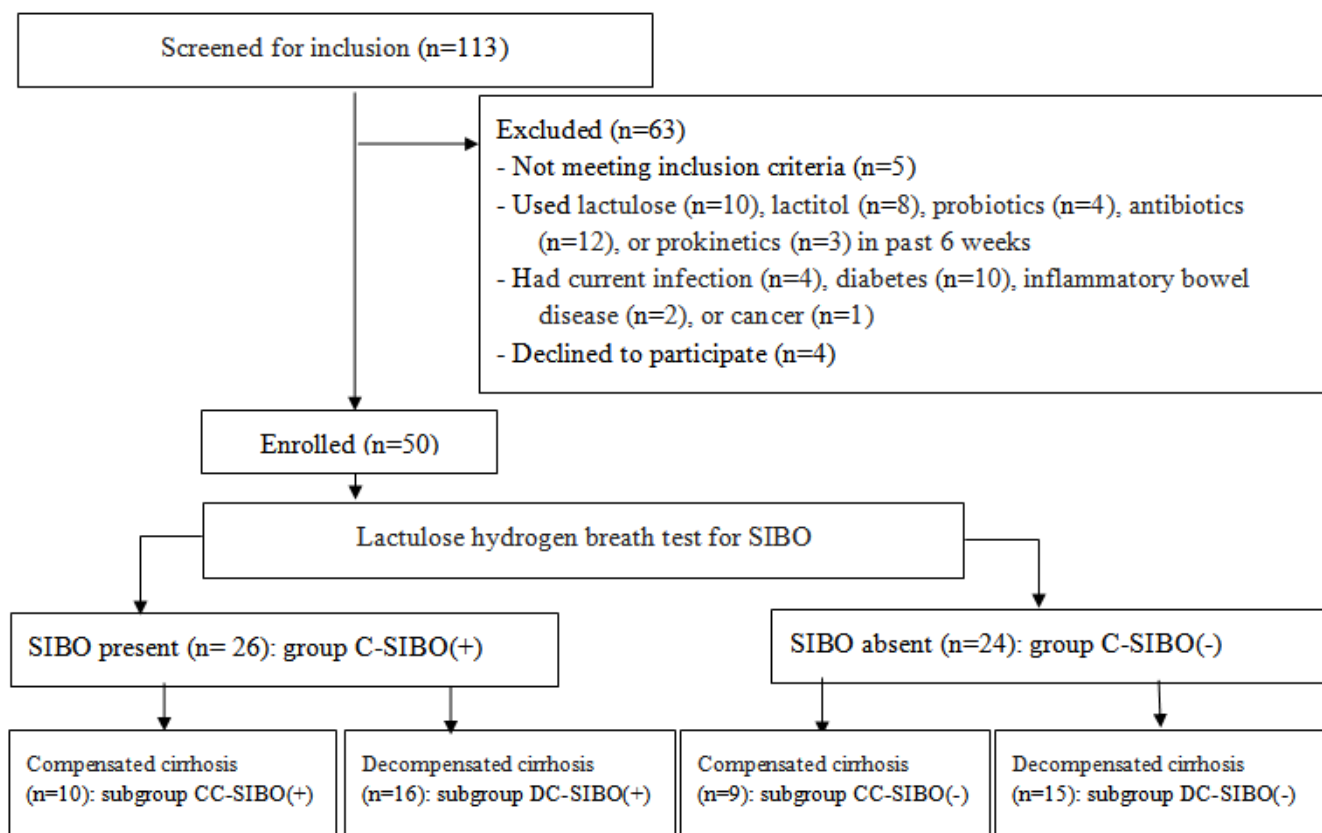 Screened for inclusion (n=113)
Excluded (n=63)
- Not meeting inclusion criteria (n=5)
- Used lactulose (n=10), lactitol (n=8), probiotics (n=4), antibiotics
(n=12), or prokinetics (n=3) in past 6 weeks
- Had current infection (n=4), diabetes (n=10), inflammatory bowel
disease (n=2), or cancer (n=1)
- Declined to participate (n=4)
Enrolled (n=50)
Lactulose hydrogen breath test for SIBO
SIBO present (n= 26): group C-SIBO(+)
SIBO absent (n=24): group C-SIBO(-)
Compensated cirrhosis
(n=10): subgroup CC-SIBO(+)
Decompensated cirrhosis
(n=16): subgroup DC-SIBO(+)
Compensated cirrhosis
(n=9): subgroup CC-SIBO(-)
Decompensated cirrhosis
(n=15): subgroup DC-SIBO(-)